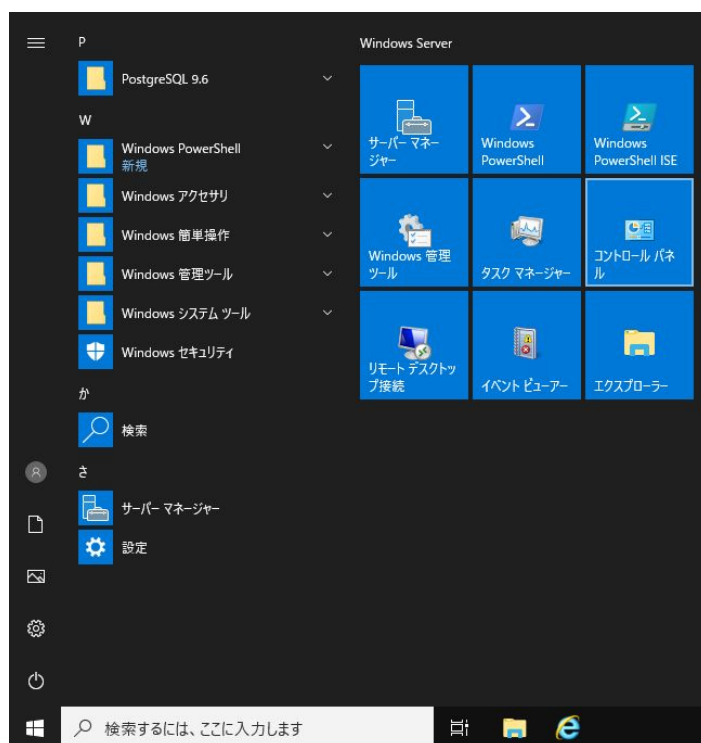 P
PostgreSQL 9.6
W
Windows PowerShell
新規
Windows アクセサリ
Windows 簡単操作
Windows 管理ツール
Windows システム ツール
Windows セキュリティ
か
検索
さ
サーバー マネージャー
設定
Windows Server
サーバー マネー
ジャー
Windows
PowerShell
Windows
PowerShell ISE
Windows 管理
ツール
タスク マネージャー
コントロール パネ
ル
リモート デスクトッ
プ接続
イベント ビューアー
エクスプローラー
検索するには、ここに入力します